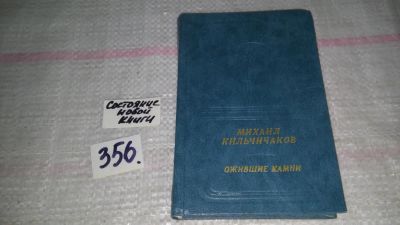 Состояние
новой
книги
356.
МИХАИЛ
КИЛЬЧИЧАКОВ
ОЖИВШИЕ КАМНИ